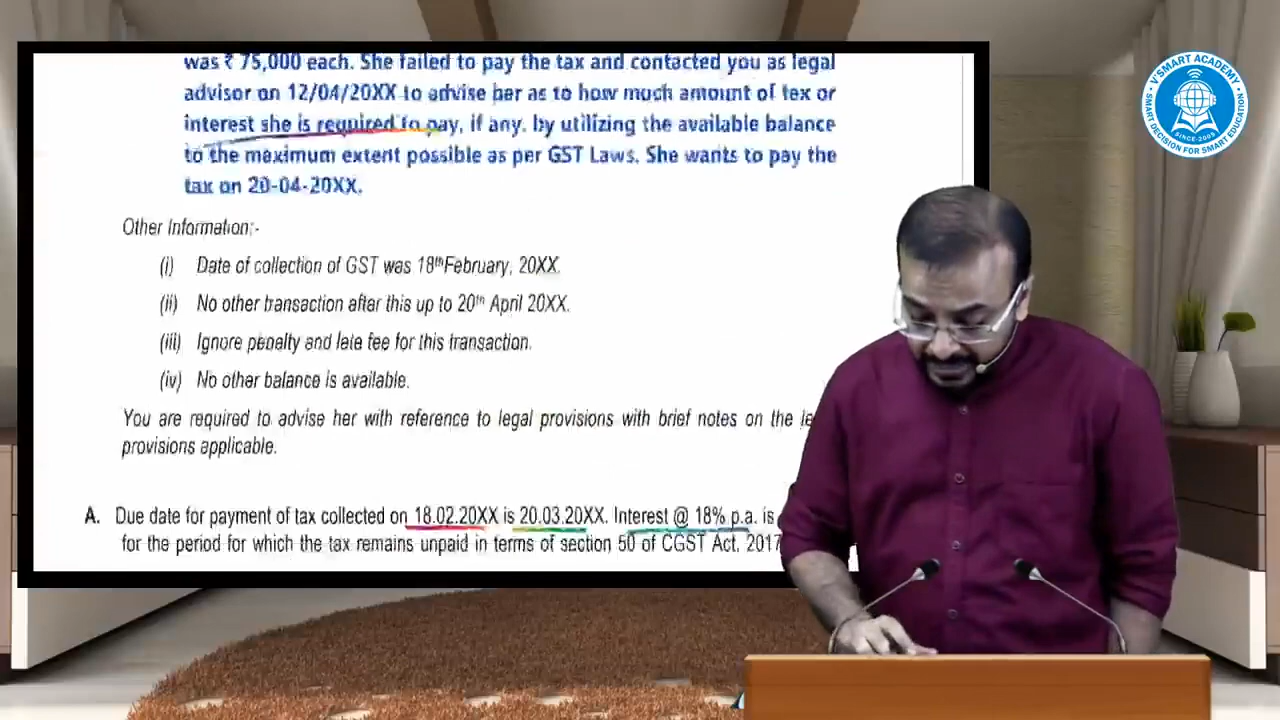 was ₹ 75,000 each. She failed to pay the tax and contacted you as legal
advisor on 12/04/20XX to advise her as to how much amount of tax or
interest she is required to pay, if any, by utilizing the available balance
to the maximum extent possible as per GST Laws. She wants to pay the
tax on 20-04-20XX.
Other Information:-
(i) Date of collection of GST was 18th February, 20XX.
(ii) No other transaction after this up to 20th April 20XX.
(iii) Ignore penalty and late fee for this transaction.
(iv) No other balance is available.
You are required to advise her with reference to legal provisions with brief notes on the
provisions applicable.
A. Due date for payment of tax collected on 18.02.20XX is 20.03.20XX. Interest @ 18% p.a. is
for the period for which the tax remains unpaid in terms of section 50 of CGST Act, 2017
V'SMART ACADEMY
SINCE-2009
SMART DECISION FOR SMART EDUCATION